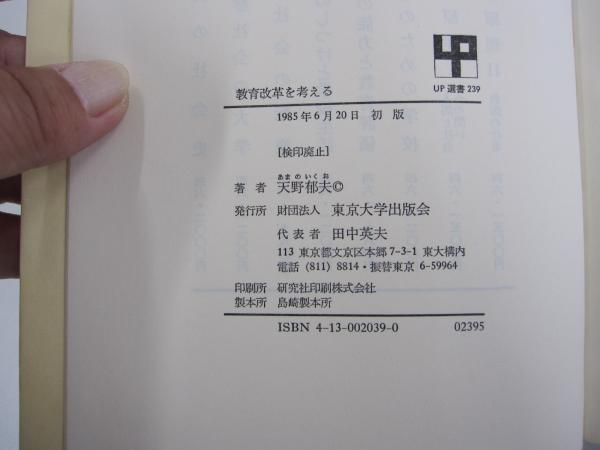 UP選書 239
教育改革を考える
1985年6月20日 初版
[検印廃止]
あまのいくお
著者 天野郁夫©
発行所 財団法人 東京大学出版会
代表者 田中英夫
113 東京都文京区本郷7-3-1 東大構内
電話 (811) 8814・振替東京 6-59964
印刷所 研究社印刷株式会社
製本所 島崎製本所
ISBN 4-13-002039-0 02395